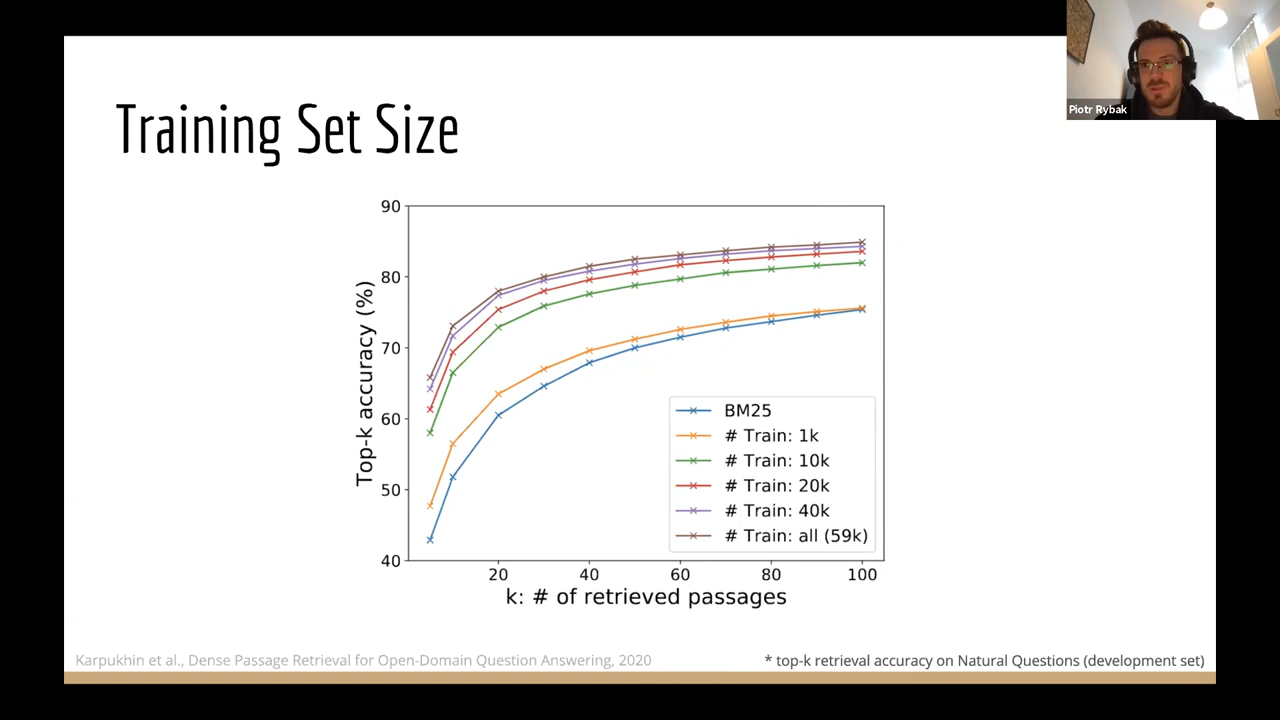 Piotr Rybak
Training Set Size
90
80
70
60
50
40
Top-k accuracy (%)
BM25
# Train: 1k
# Train: 10k
# Train: 20k
# Train: 40k
# Train: all (59k)
20 40 60 80 100
k: # of retrieved passages
Karpukhin et al., Dense Passage Retrieval for Open-Domain Question Answering, 2020
* top-k retrieval accuracy on Natural Questions (development set)